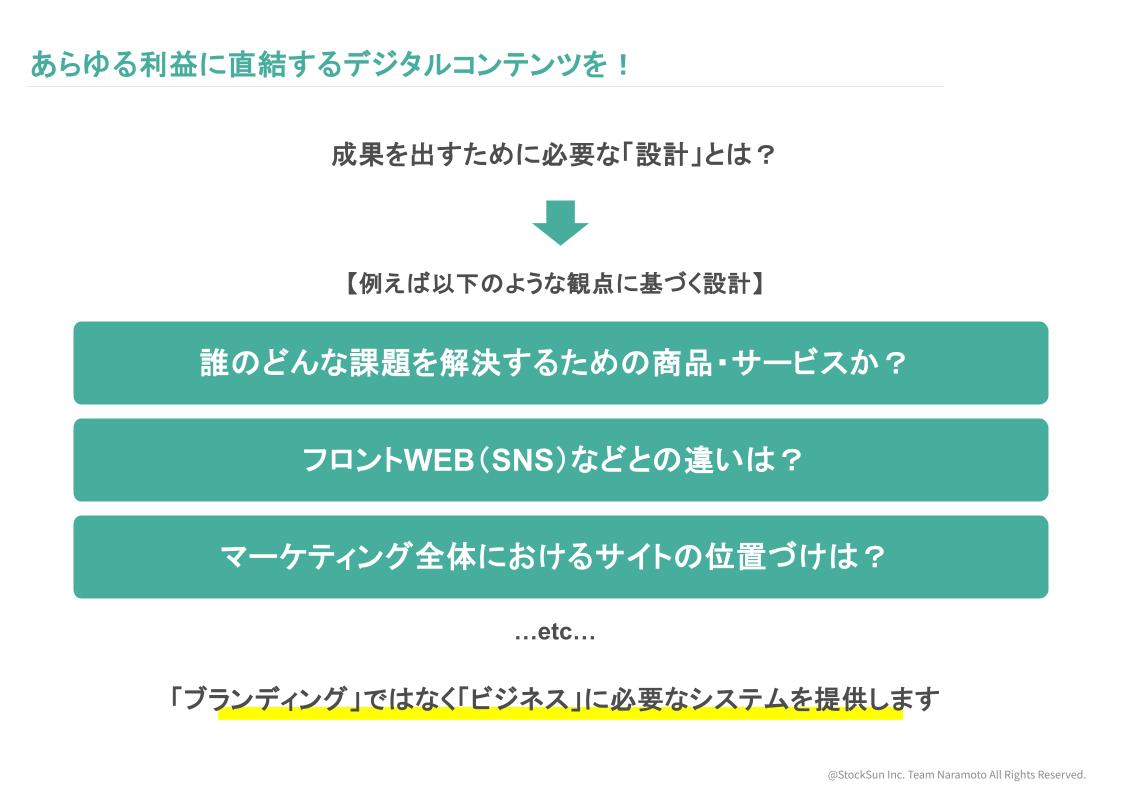 あらゆる利益に直結するデジタルコンテンツを！
成果を出すために必要な「設計」とは？
【例えば以下のような観点に基づく設計】
誰のどんな課題を解決するための商品・サービスか？
フロントWEB（SNS）などとの違いは？
マーケティング全体におけるサイトの位置づけは？
…etc…
「ブランディング」ではなく「ビジネス」に必要なシステムを提供します
@StockSun Inc. Team Naramoto All Rights Reserved.